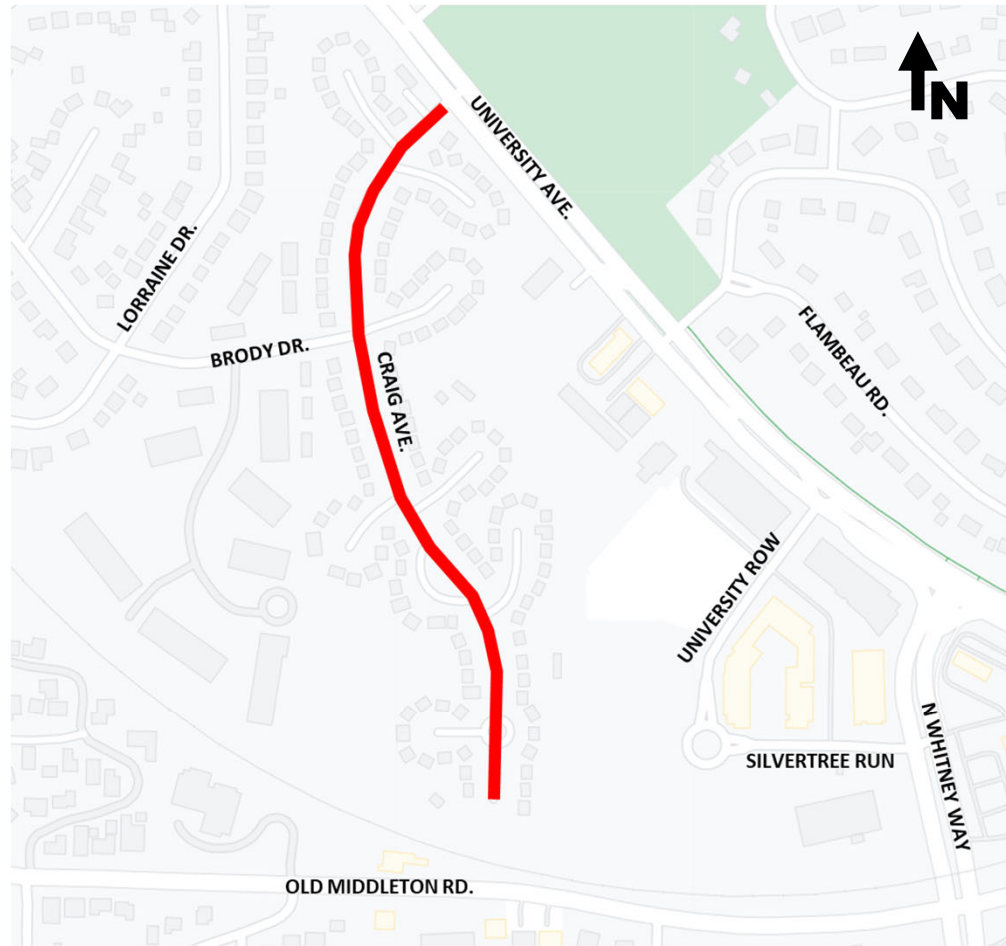 N
UNIVERSITY AVE.
LORRAINE DR.
FLAMBEAU RD.
BRODY DR.
CRAIG AVE.
UNIVERSITY ROW
N WHITNEY WAY
SILVERTREE RUN
OLD MIDDLETON RD.